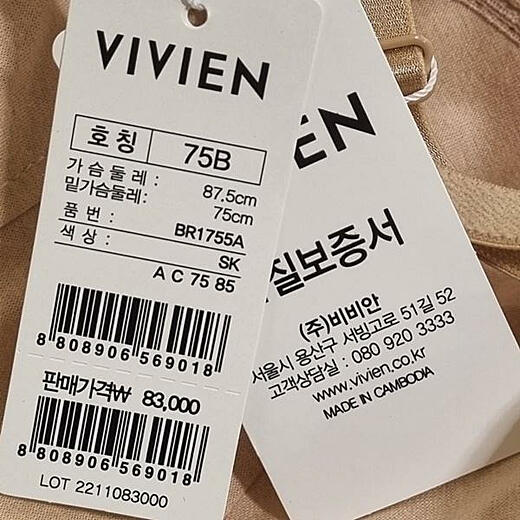 VIVIEN
호칭 75B
가슴둘레: 87.5cm
밑가슴둘레: 75cm
품번: BR1755A
색상: SK
A C 75 85
8 808906 569018
판매가격₩ 83,000
8 808906 569018
LOT 2211083000
EN
질보증서
(주)비비안
서울시 용산구 서빙고로 51길 52
고객상담실 : 080 920 3333
www.vivien.co.kr
MADE IN CAMBODIA